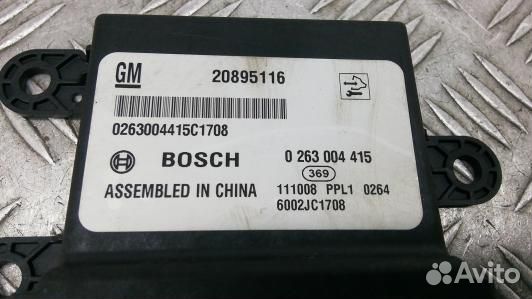 GM 20895116
0263004415C1708
BOSCH 0 263 004 415
369
ASSEMBLED IN CHINA 111008 PPL1 0264
6002JC1708
Avito